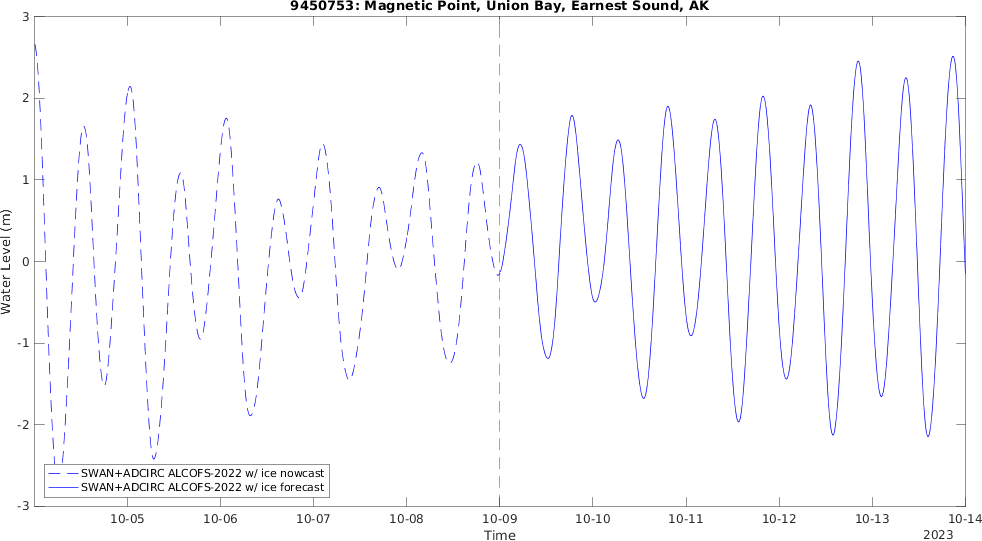 9450753: Magnetic Point, Union Bay, Earnest Sound, AK
3
2
1
0
-1
-2
-3
Water Level (m)
SWAN+ADCIRC ALCOFS-2022 w/ ice nowcast
SWAN+ADCIRC ALCOFS-2022 w/ ice forecast
10-05 10-06 10-07 10-08 10-09 10-10 10-11 10-12 10-13 10-14
Time
2023